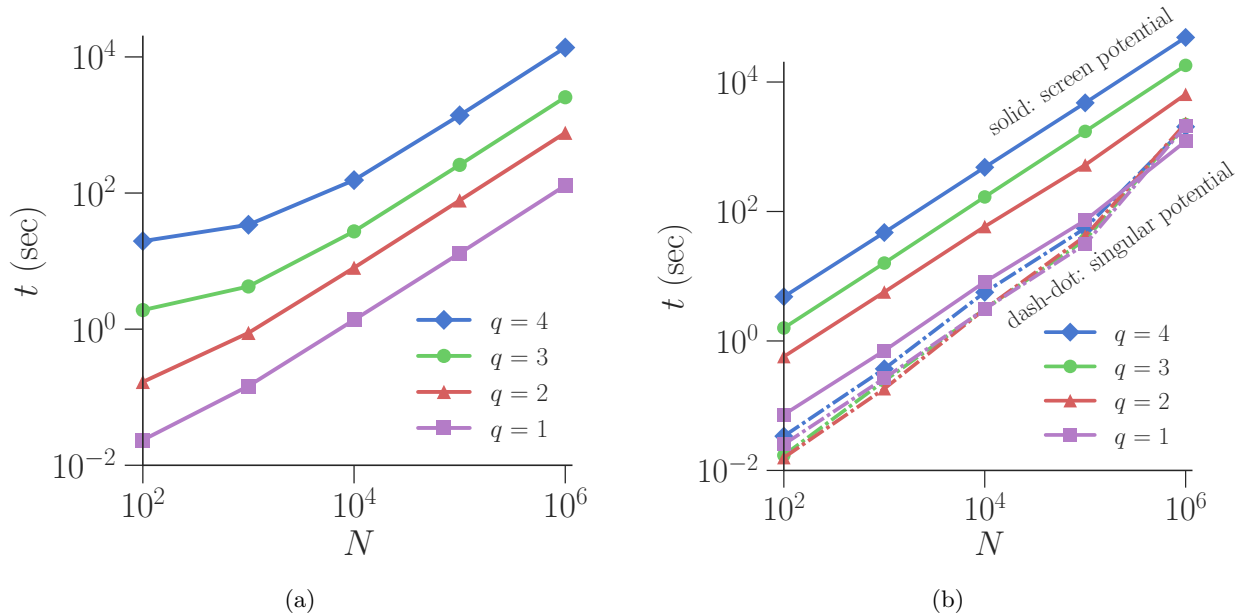 10^4
10^2
10^0
10^{-2}
t (sec)
q = 4
q = 3
q = 2
q = 1
10^2
10^4
10^6
N
(a)
10^4
10^2
10^0
10^{-2}
t (sec)
solid: screen potential
dash-dot: singular potential
q = 4
q = 3
q = 2
q = 1
10^2
10^4
10^6
N
(b)